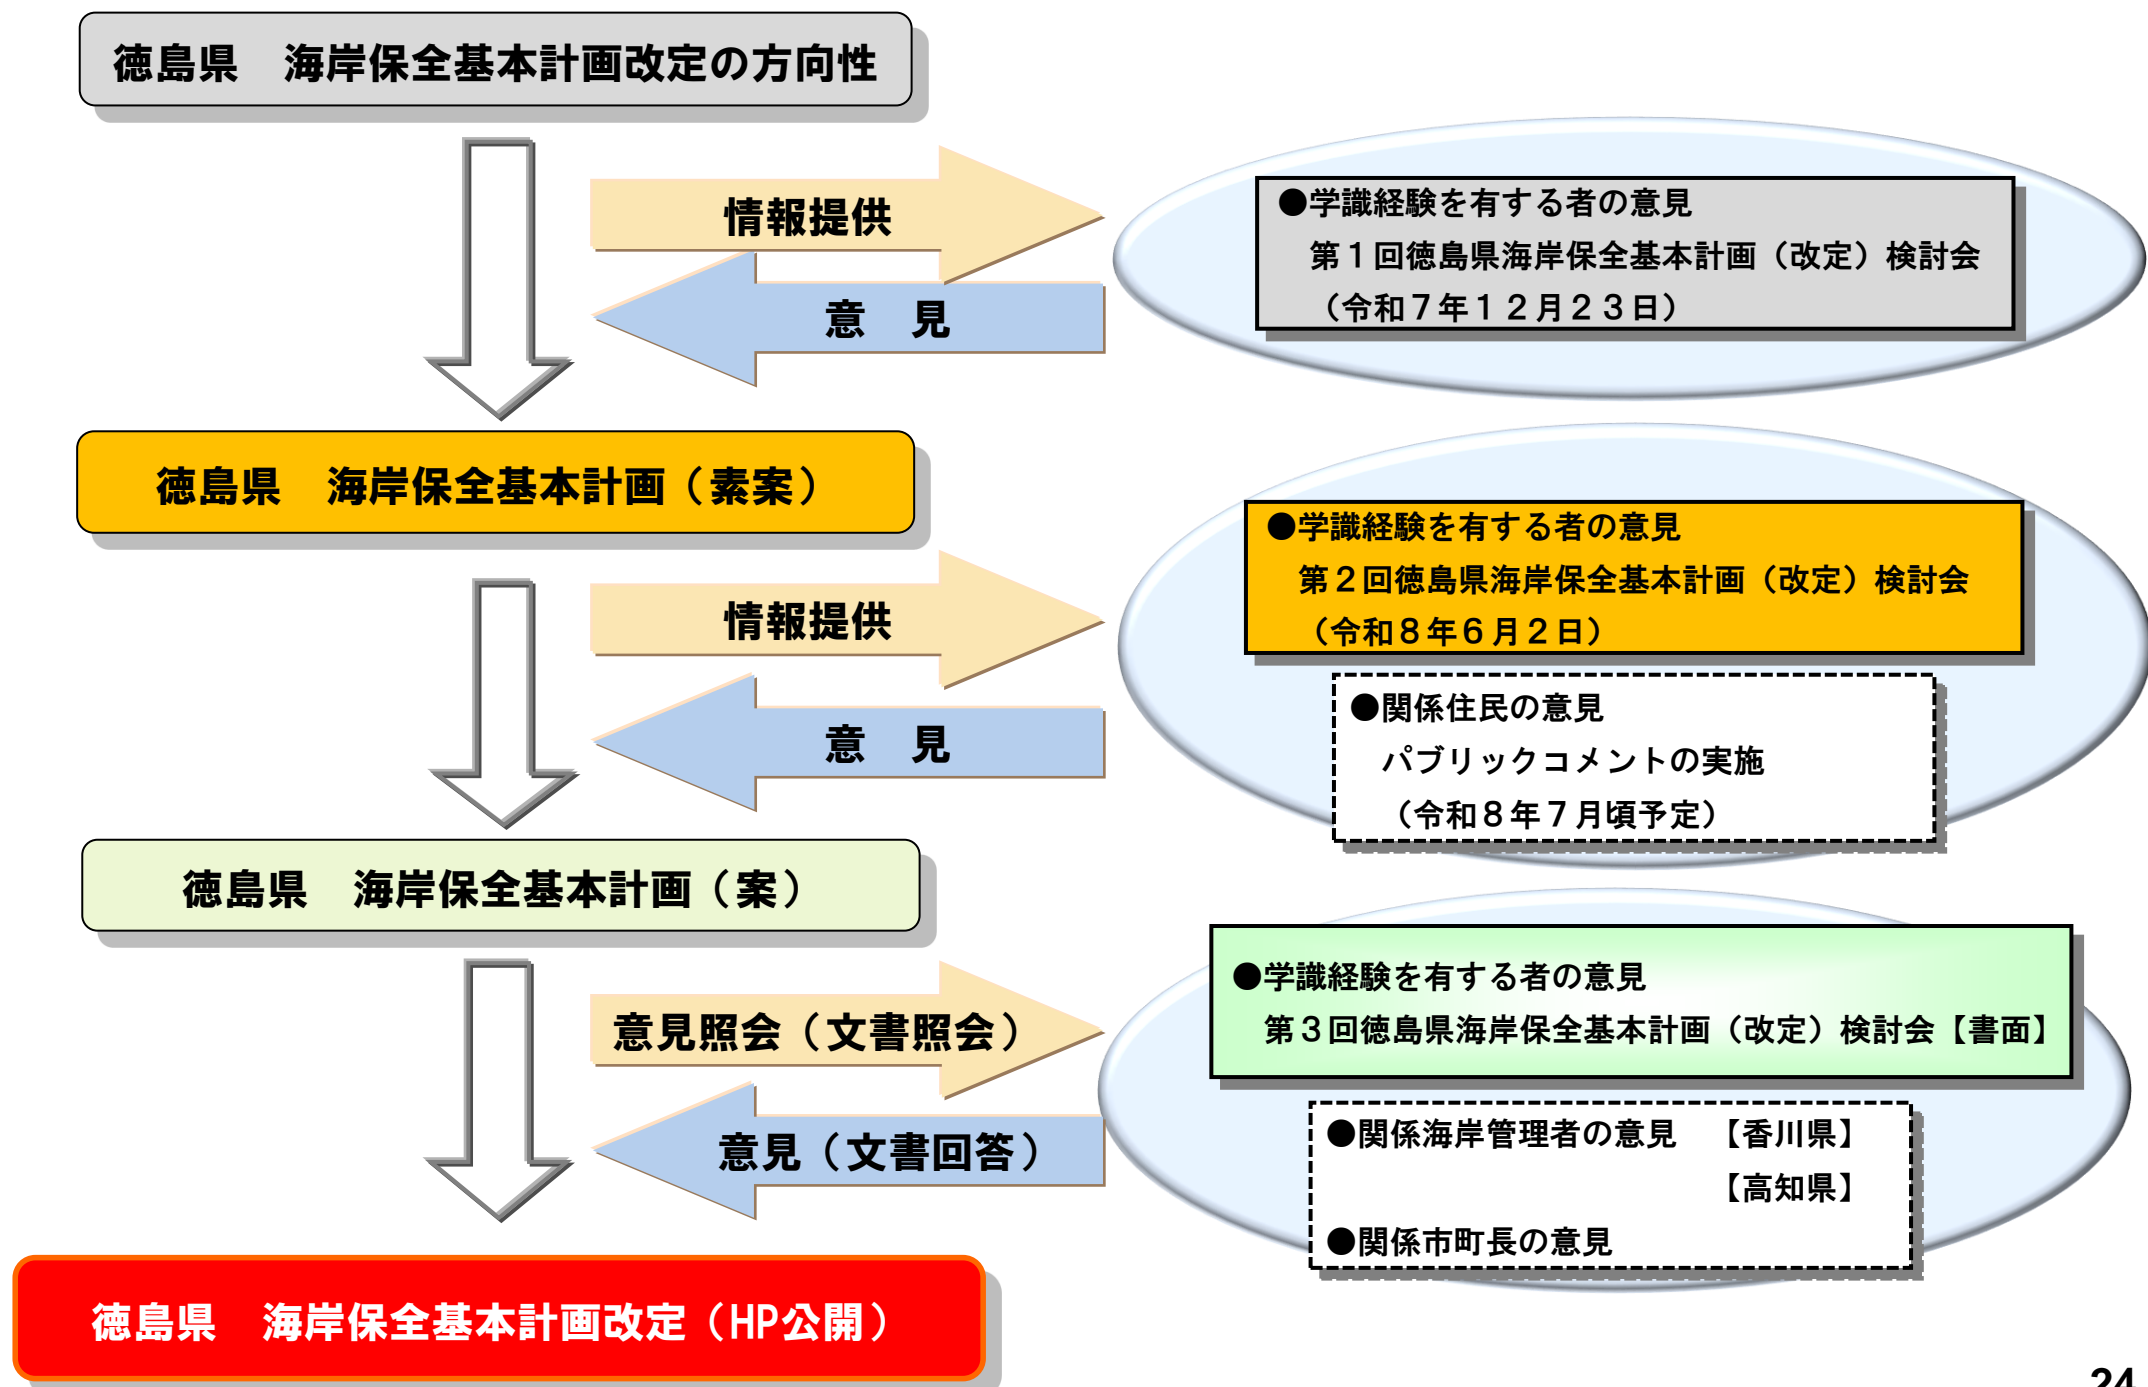 徳島県　海岸保全基本計画改定の方向性
情報提供
意　見
●学識経験を有する者の意見
第１回徳島県海岸保全基本計画（改定）検討会
（令和７年１２月２３日）
徳島県　海岸保全基本計画（素案）
情報提供
意　見
●学識経験を有する者の意見
第２回徳島県海岸保全基本計画（改定）検討会
（令和８年６月２日）
●関係住民の意見
パブリックコメントの実施
（令和８年７月頃予定）
徳島県　海岸保全基本計画（案）
意見照会（文書照会）
意見（文書回答）
●学識経験を有する者の意見
第３回徳島県海岸保全基本計画（改定）検討会【書面】
●関係海岸管理者の意見　【香川県】
【高知県】
●関係市町長の意見
徳島県　海岸保全基本計画改定（HP公開）
24